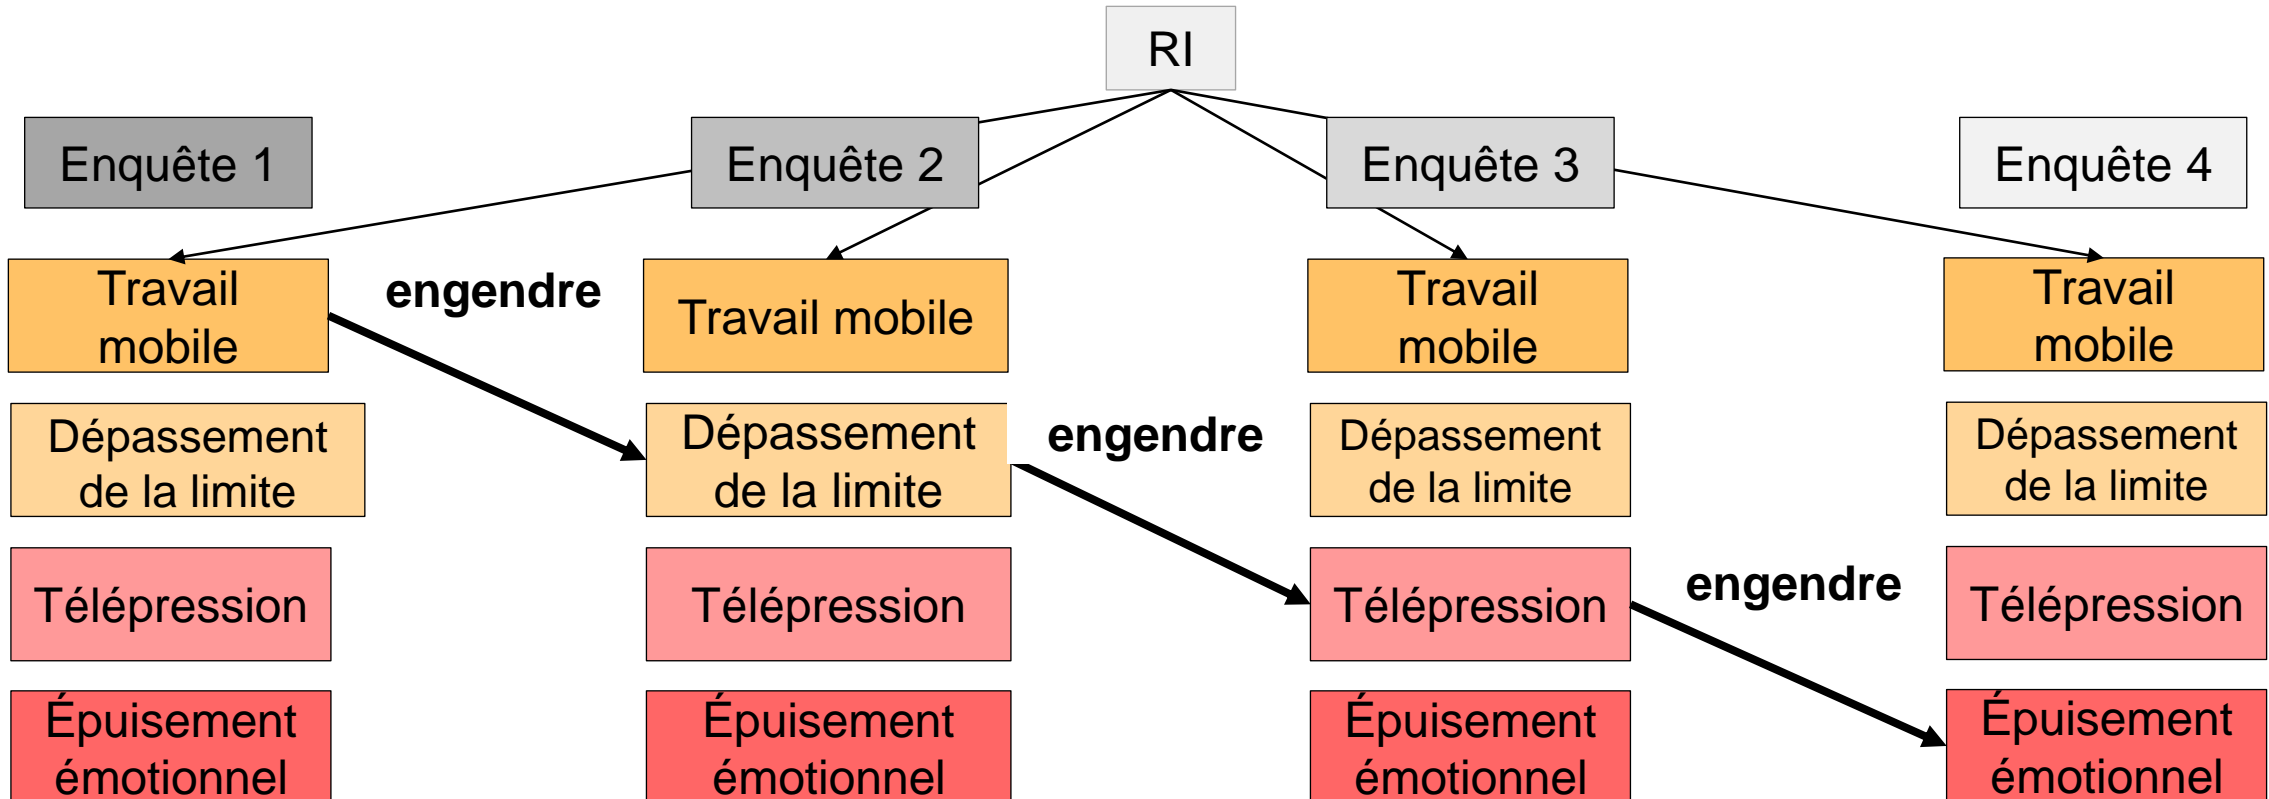 RI
Enquête 1
Enquête 2
Enquête 3
Enquête 4
Travail
mobile
engendre
Travail mobile
Travail
mobile
Travail
mobile
Dépassement
de la limite
Dépassement
de la limite
engendre
Dépassement
de la limite
Dépassement
de la limite
Télépression
Télépression
Télépression
engendre
Télépression
Épuisement
émotionnel
Épuisement
émotionnel
Épuisement
émotionnel
Épuisement
émotionnel